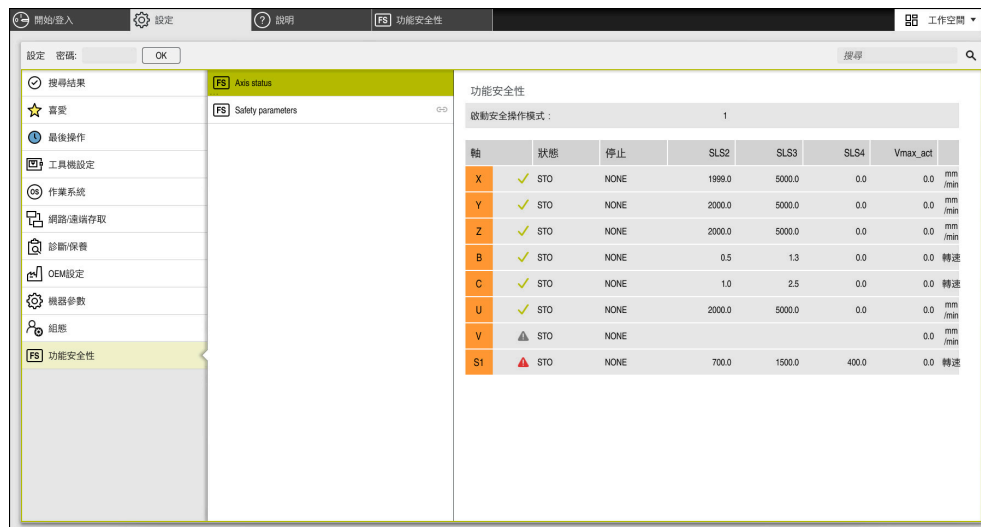 開始/登入 設定 說明 FS 功能安全性 工作空間
設定 密碼: OK 搜尋
搜尋結果
喜愛
最後操作
工具機設定
OS 作業系統
網路/遠端存取
診斷/保養
OEM設定
機器參數
組態
FS 功能安全性
FS Axis status
FS Safety parameters
功能安全性
啟動安全操作模式: 1
軸 狀態 停止 SLS2 SLS3 SLS4 Vmax_act
X STO NONE 1999.0 5000.0 0.0 0.0 mm/min
Y STO NONE 2000.0 5000.0 0.0 0.0 mm/min
Z STO NONE 2000.0 5000.0 0.0 0.0 mm/min
B STO NONE 0.5 1.3 0.0 0.0 轉速
C STO NONE 1.0 2.5 0.0 0.0 轉速
U STO NONE 2000.0 5000.0 0.0 0.0 mm/min
V STO NONE 0.0 mm/min
S1 STO NONE 700.0 1500.0 400.0 0.0 轉速